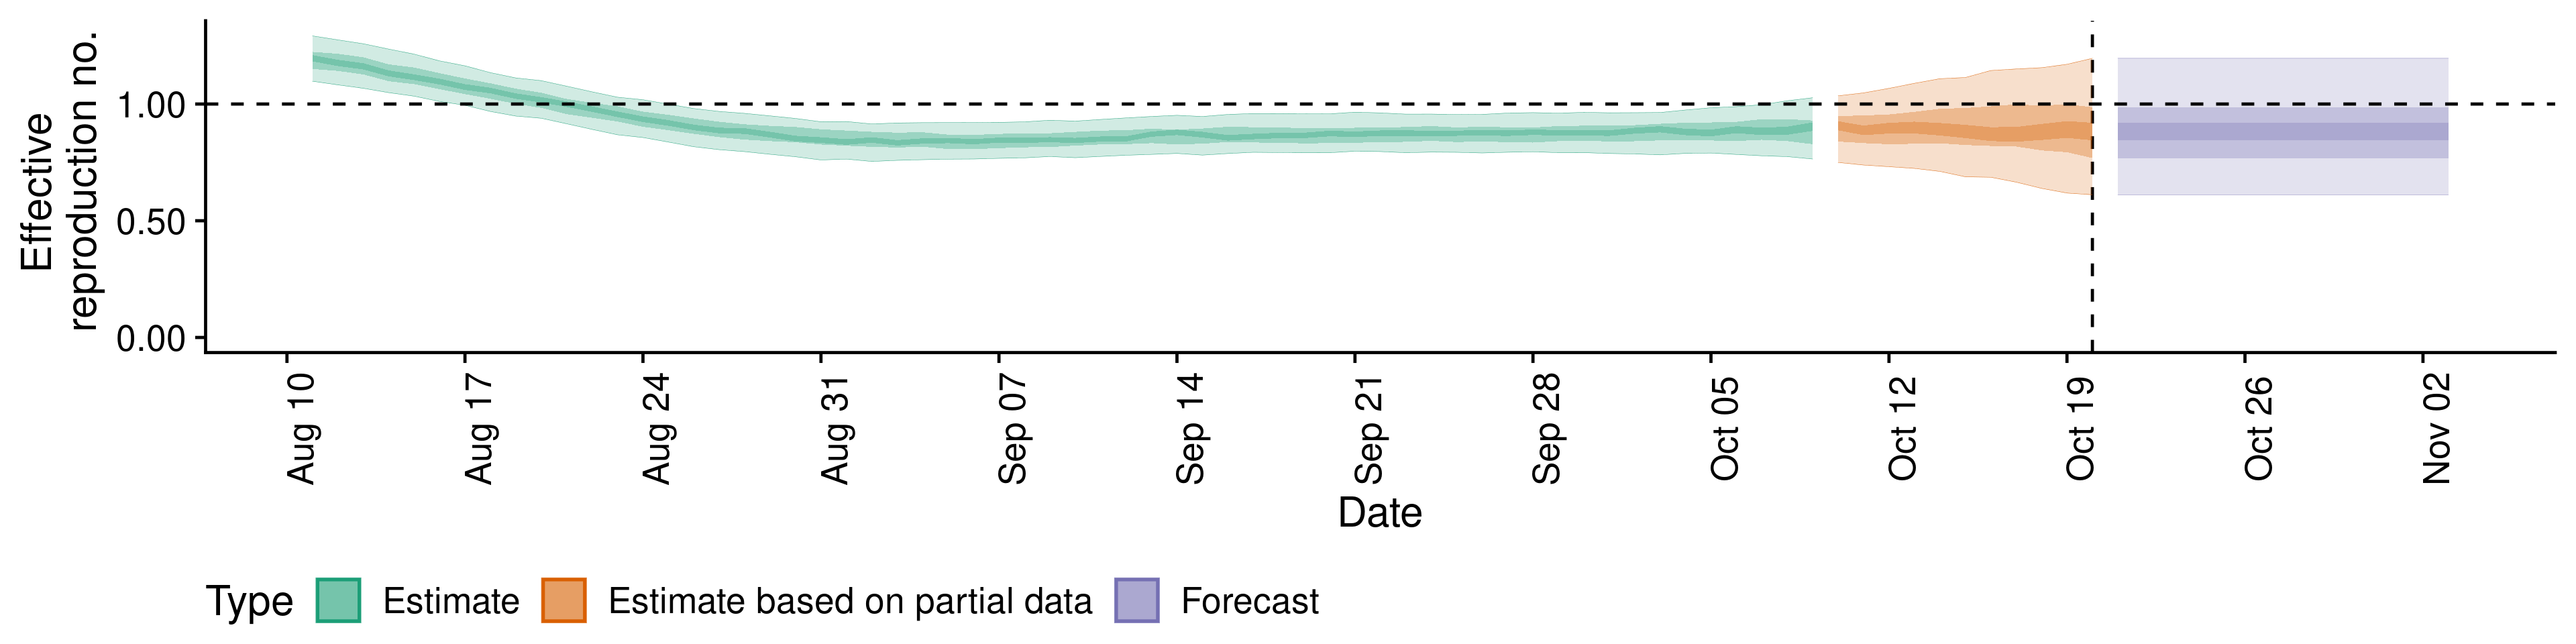 Effective
reproduction no.
1.00
0.50
0.00
Aug 10
Aug 17
Aug 24
Aug 31
Sep 07
Sep 14
Sep 21
Sep 28
Oct 05
Oct 12
Oct 19
Oct 26
Nov 02
Date
Type Estimate Estimate based on partial data Forecast